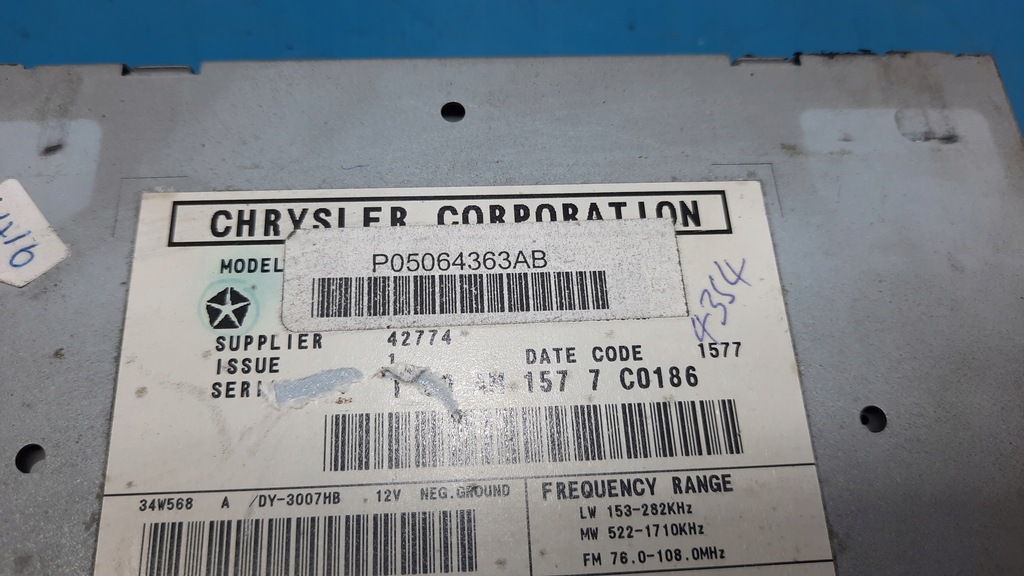 CHRYSLER CORPORATION
MODEL
P05064363AB
SUPPLIER 42774
ISSUE 1 DATE CODE 1577
157 7 C0186
4354
34W568 A /DY-3007HB 12V NEG.GROUND
FREQUENCY RANGE
LW 153-282KHz
MW 522-1710KHz
FM 76.0-108.0MHz